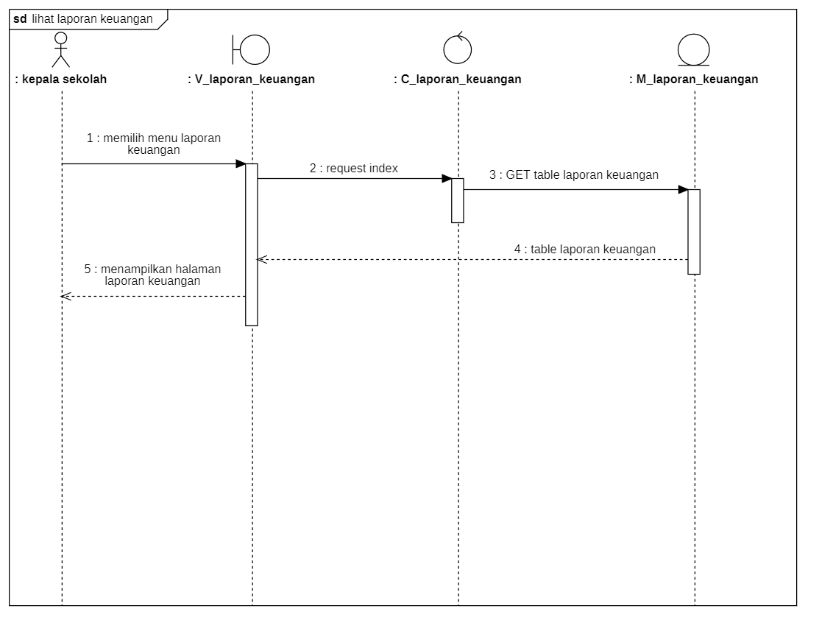 sd lihat laporan keuangan
: kepala sekolah
: V_laporan_keuangan
: C_laporan_keuangan
: M_laporan_keuangan
1 : memilih menu laporan
keuangan
2 : request index
3 : GET table laporan keuangan
4 : table laporan keuangan
5 : menampilkan halaman
laporan keuangan